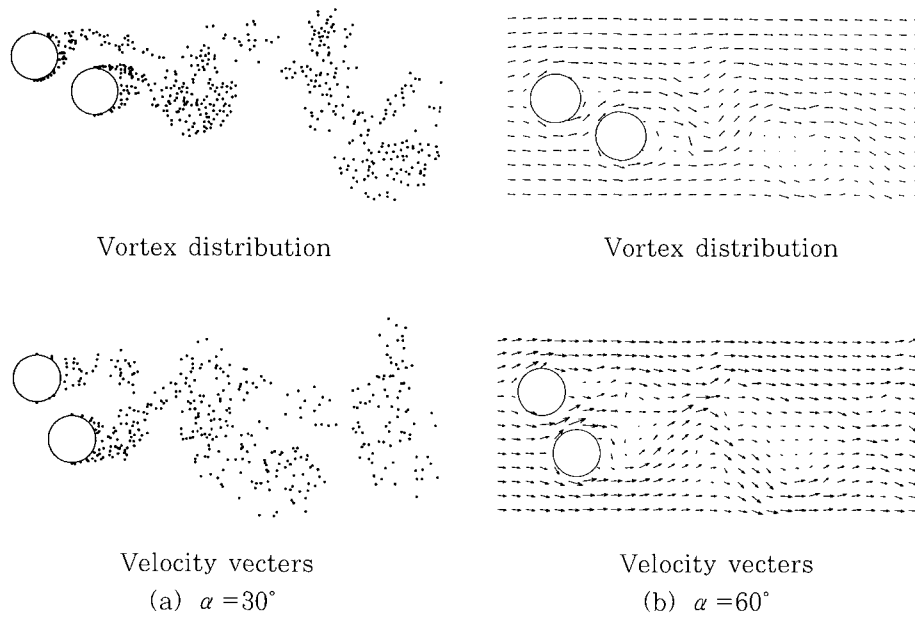 Vortex distribution
Vortex distribution
Velocity vecters
Velocity vecters
(a) α=30°
(b) α=60°